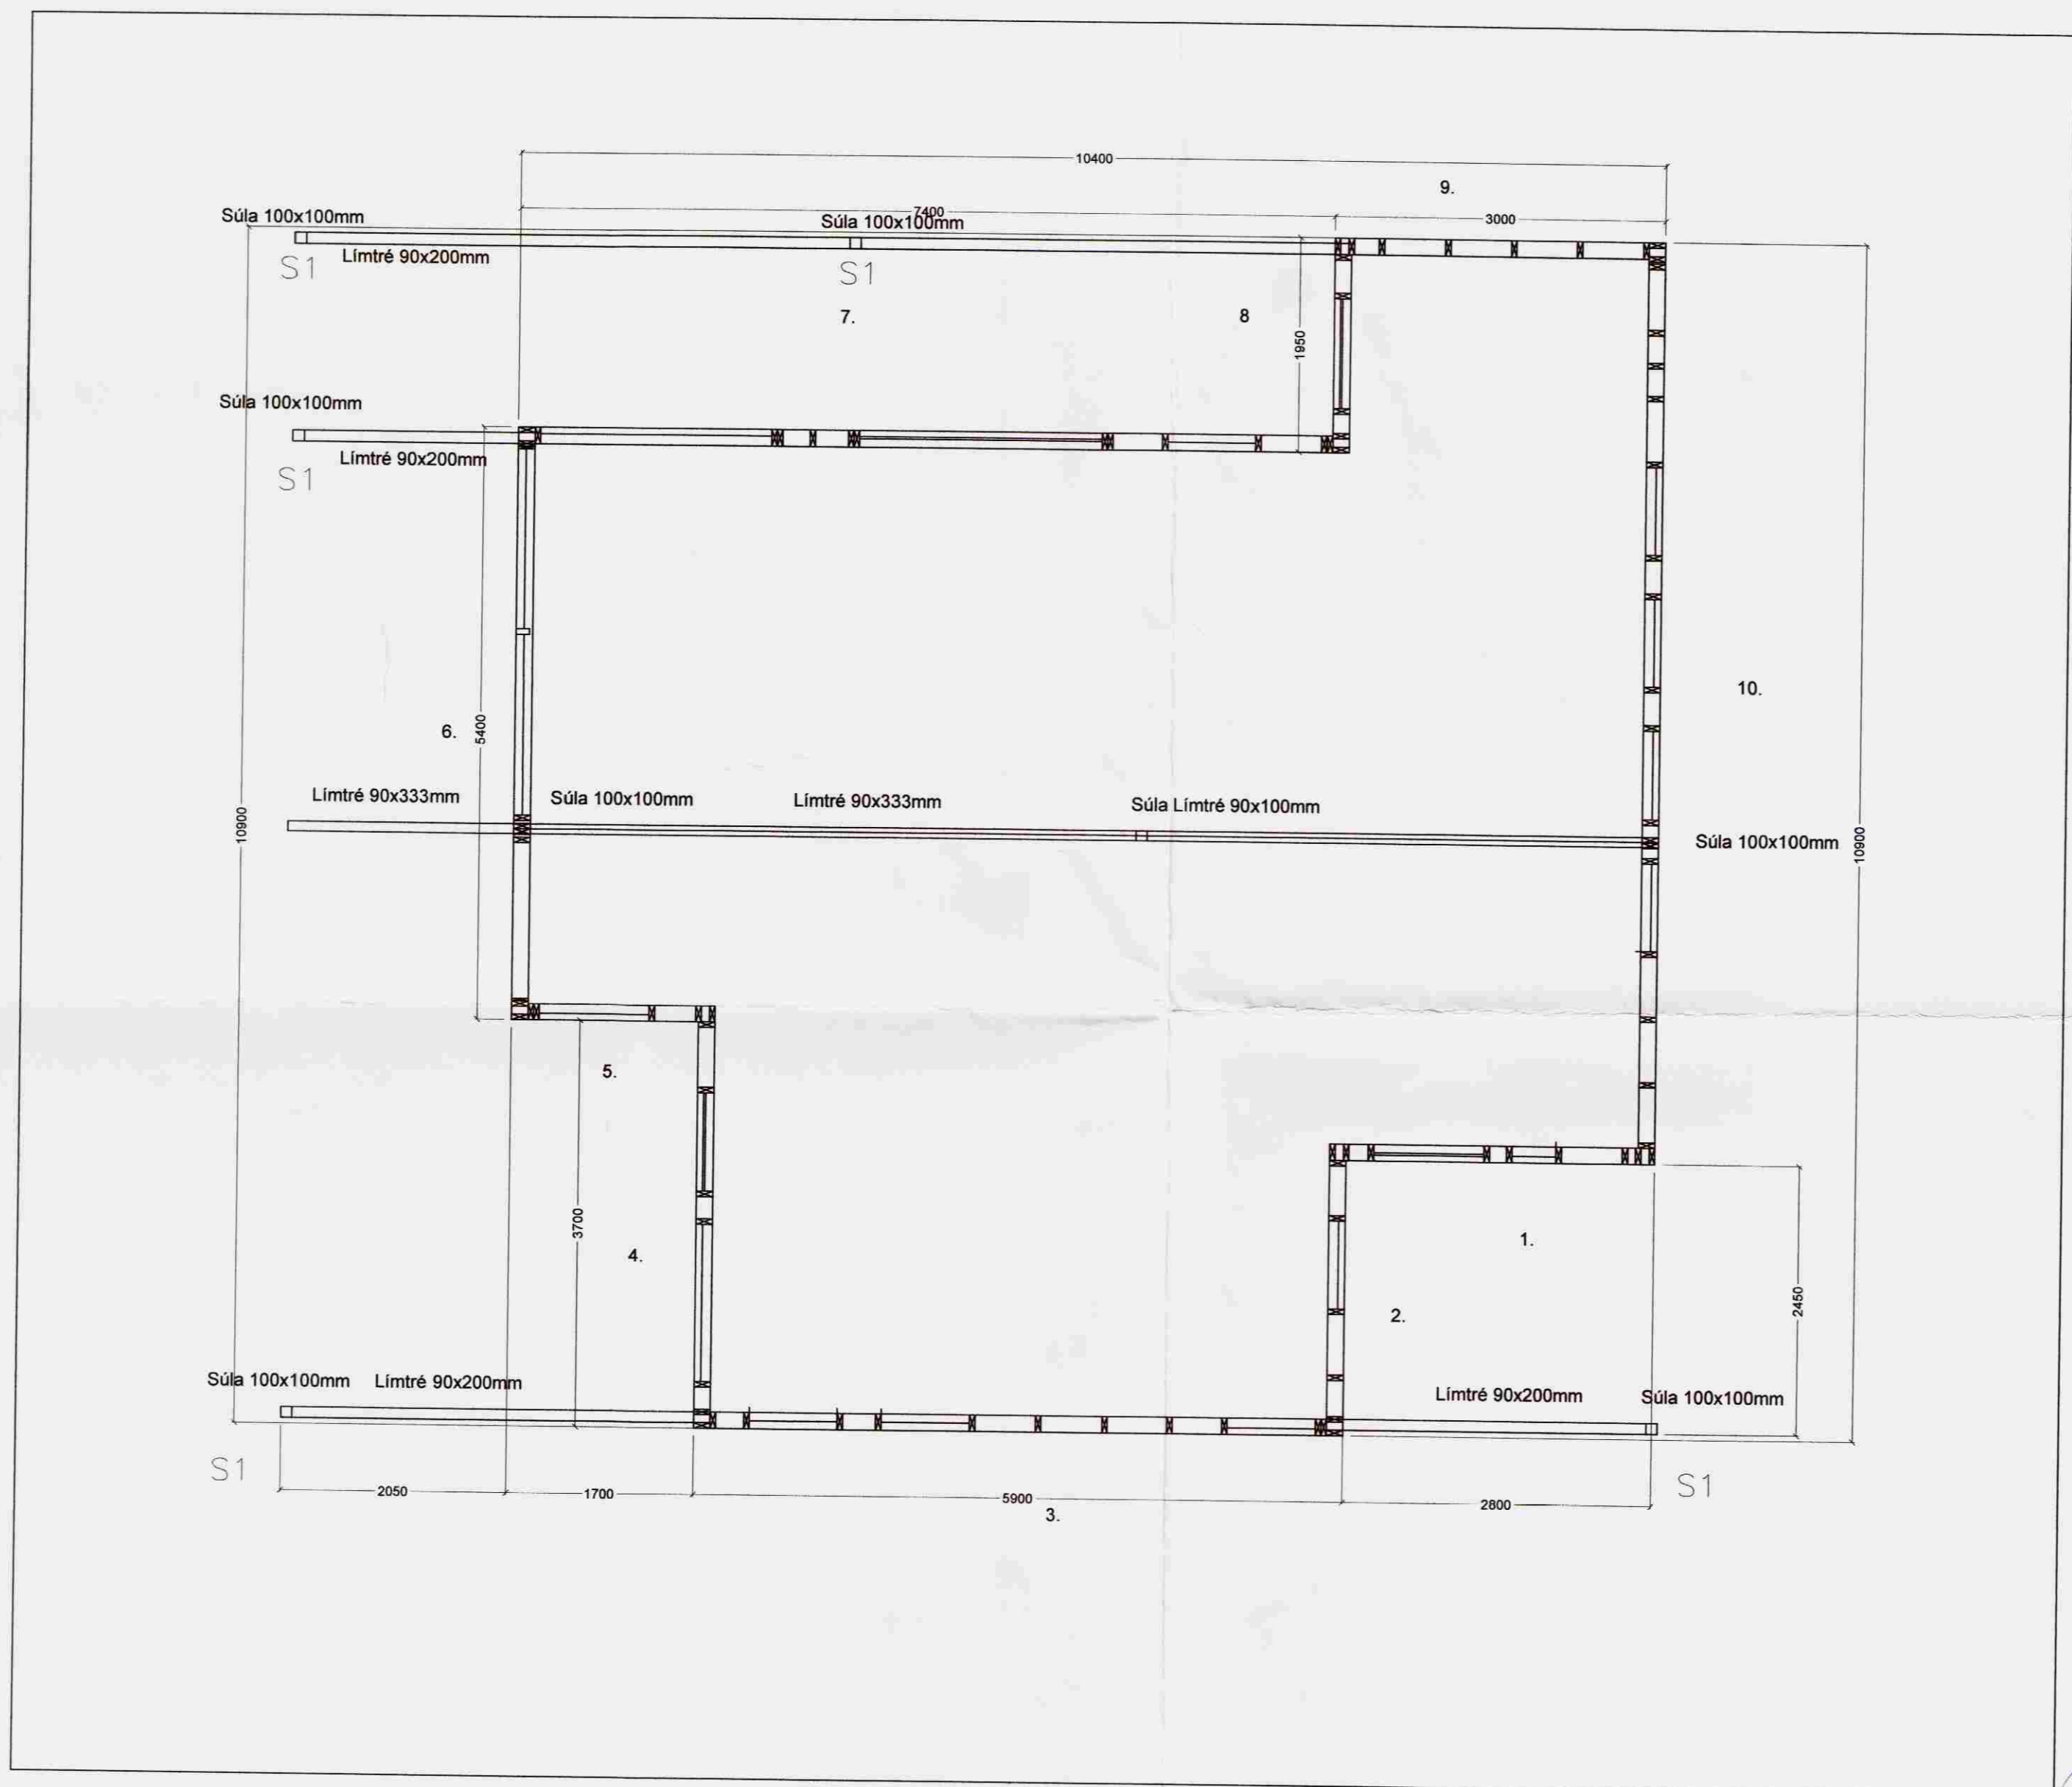 10400
9.
7400
3000
Súla 100x100mm
Súla 100x100mm
Límtré 90x200mm
S1
S1
7.
8
1950
Súla 100x100mm
Límtré 90x200mm
S1
10.
6.
5400
Límtré 90x333mm
Súla 100x100mm
Límtré 90x333mm
Súla Límtré 90x100mm
Súla 100x100mm
10900
10900
5.
3700
4.
1.
2.
2450
Súla 100x100mm
Límtré 90x200mm
Límtré 90x200mm
Súla 100x100mm
S1
S1
2050
1700
5900
2800
3.